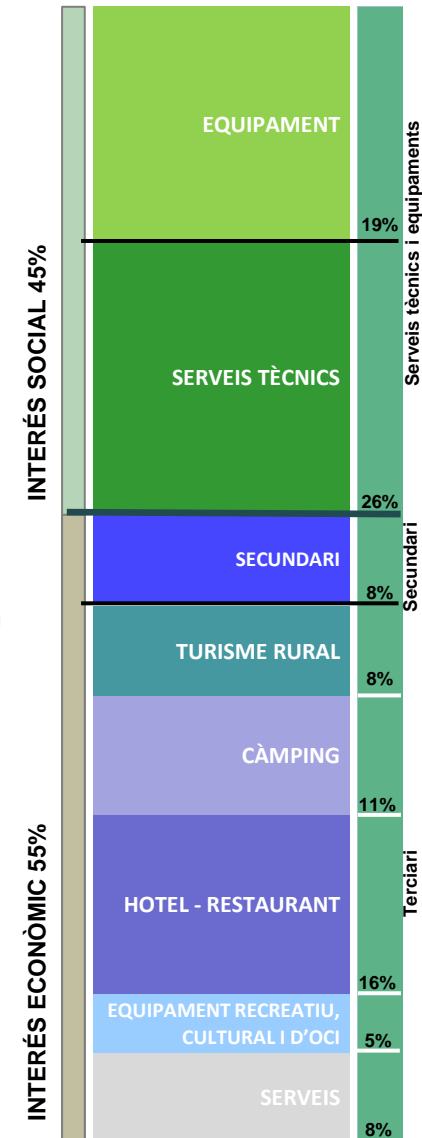 EQUIPAMENT
19%
SERVEIS TÈCNICS
26%
Serveis tècnics i equipaments
INTERÉS SOCIAL 45%
SECUNDARI
8%
Secundari
TURISME RURAL
8%
CÀMPING
11%
HOTEL - RESTAURANT
16%
EQUIPAMENT RECREATIU,
CULTURAL I D'OCI
5%
SERVEIS
8%
Terciari
INTERÉS ECONÒMIC 55%